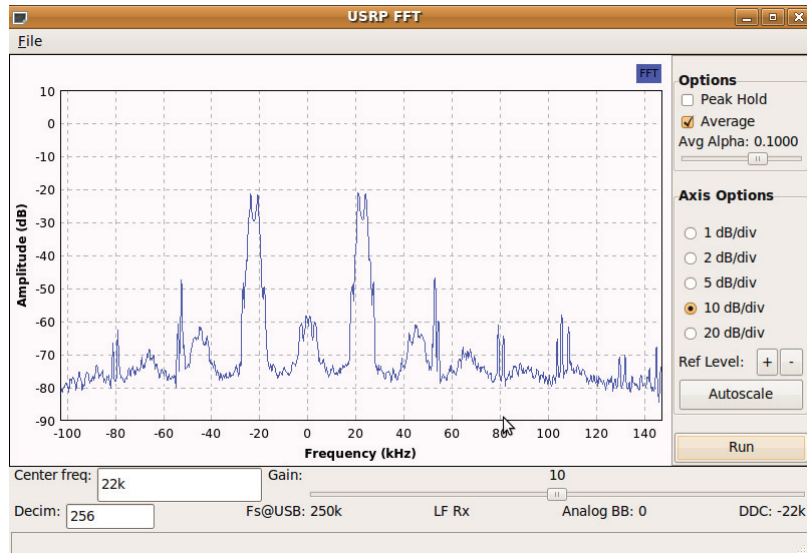 USRP FFT
File
FFT
10
0
-10
-20
-30
-40
-50
-60
-70
-80
-90
Amplitude (dB)
-100 -80 -60 -40 -20 0 20 40 60 80 100 120 140
Frequency (kHz)
Options
Peak Hold
Average
Avg Alpha: 0.1000
Axis Options
1 dB/div
2 dB/div
5 dB/div
10 dB/div
20 dB/div
Ref Level: + -
Autoscale
Run
Center freq: 22k Gain: 10
Decim: 256 Fs@USB: 250k LF Rx Analog BB: 0 DDC: -22k